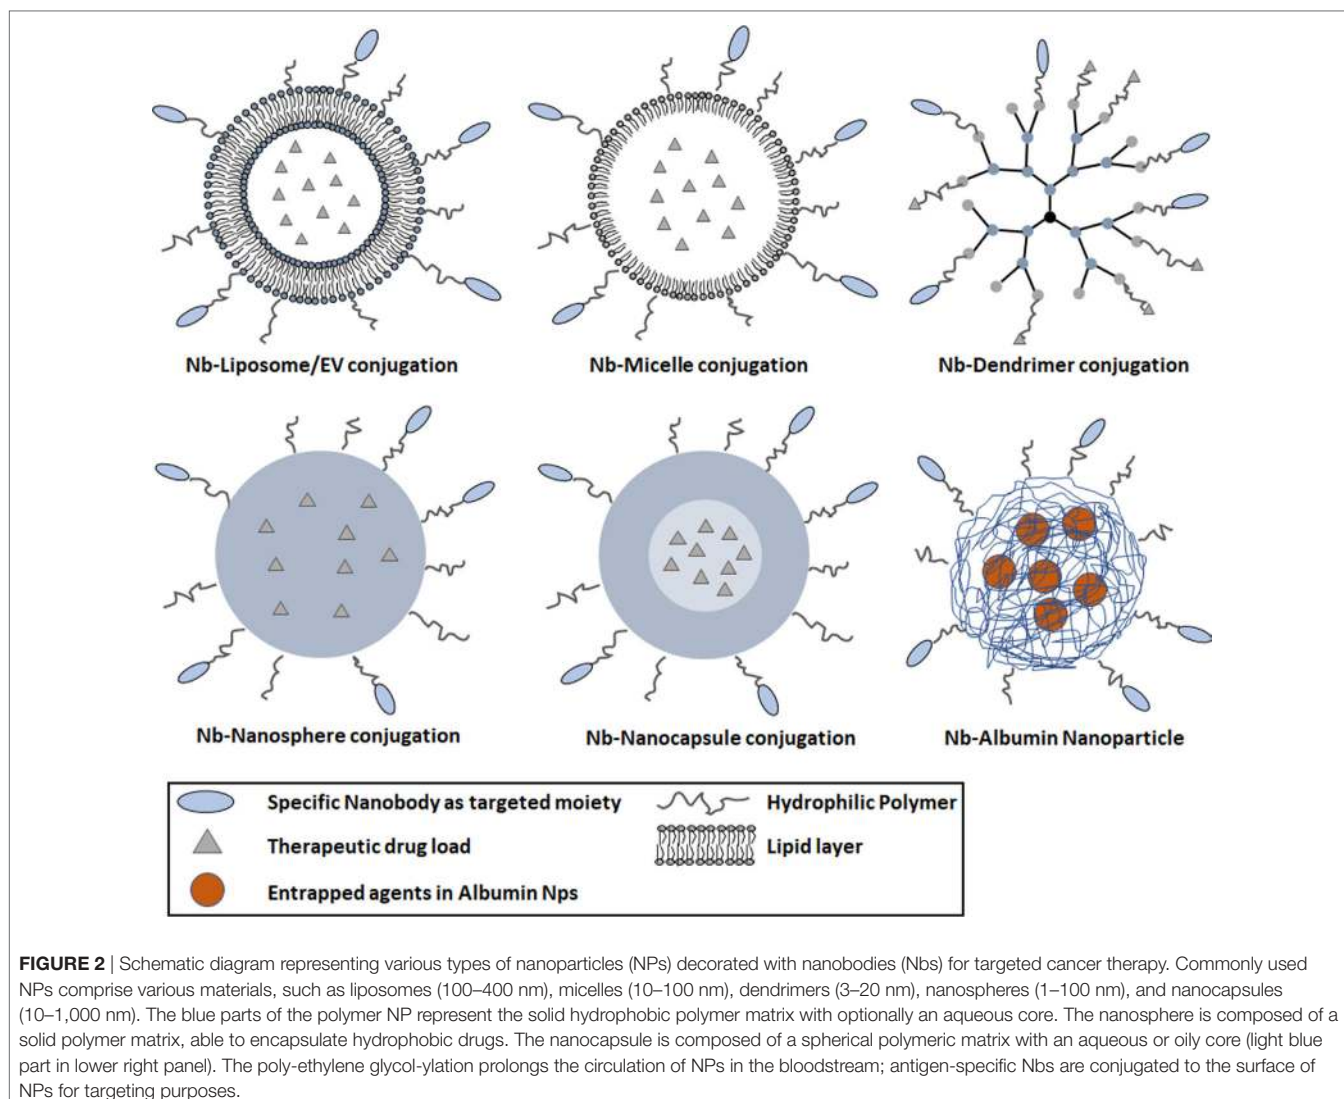 Nb-Liposome/EV conjugation
Nb-Micelle conjugation
Nb-Dendrimer conjugation
Nb-Nanosphere conjugation
Nb-Nanocapsule conjugation
Nb-Albumin Nanoparticle
Specific Nanobody as targeted moiety
Hydrophilic Polymer
Therapeutic drug load
Lipid layer
Entrapped agents in Albumin Nps
FIGURE 2 | Schematic diagram representing various types of nanoparticles (NPs) decorated with nanobodies (Nbs) for targeted cancer therapy. Commonly used
NPs comprise various materials, such as liposomes (100–400 nm), micelles (10–100 nm), dendrimers (3–20 nm), nanospheres (1–100 nm), and nanocapsules
(10–1,000 nm). The blue parts of the polymer NP represent the solid hydrophobic polymer matrix with optionally an aqueous core. The nanosphere is composed of a
solid polymer matrix, able to encapsulate hydrophobic drugs. The nanocapsule is composed of a spherical polymeric matrix with an aqueous or oily core (light blue
part in lower right panel). The poly-ethylene glycol-ylation prolongs the circulation of NPs in the bloodstream; antigen-specific Nbs are conjugated to the surface of
NPs for targeting purposes.